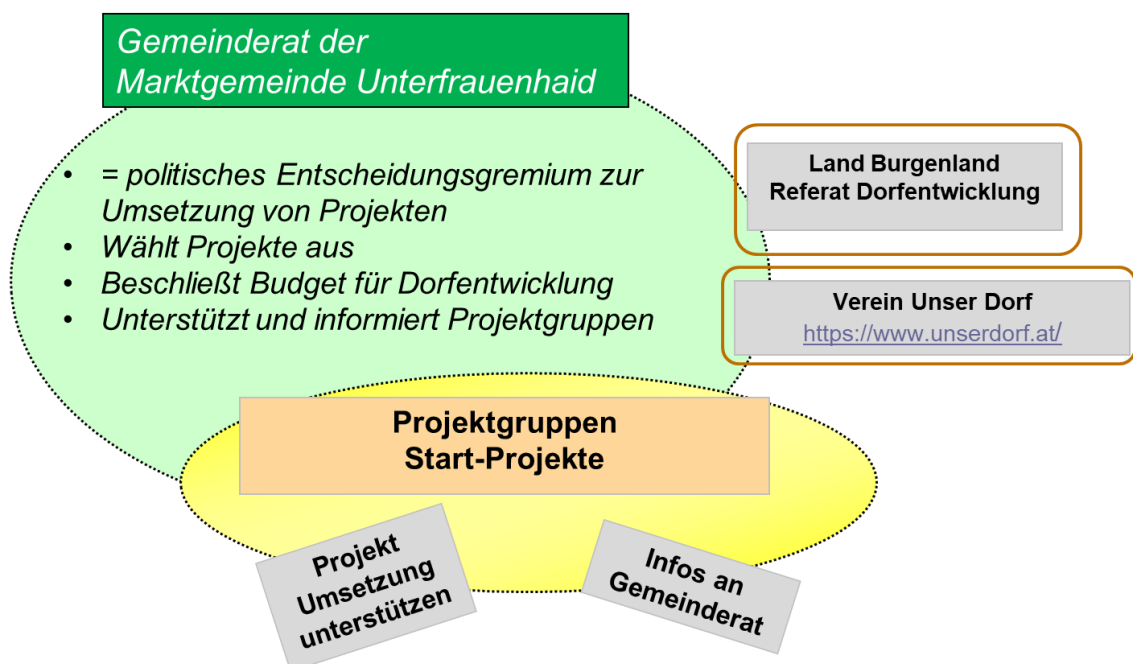 Gemeinderat der
Marktgemeinde Unterfrauenhaid
• = politisches Entscheidungsgremium zur
Umsetzung von Projekten
• Wählt Projekte aus
• Beschließt Budget für Dorfentwicklung
• Unterstützt und informiert Projektgruppen
Land Burgenland
Referat Dorfentwicklung
Verein Unser Dorf
https://www.unserdorf.at/
Projektgruppen
Start-Projekte
Projekt
Umsetzung
unterstützen
Infos an
Gemeinderat